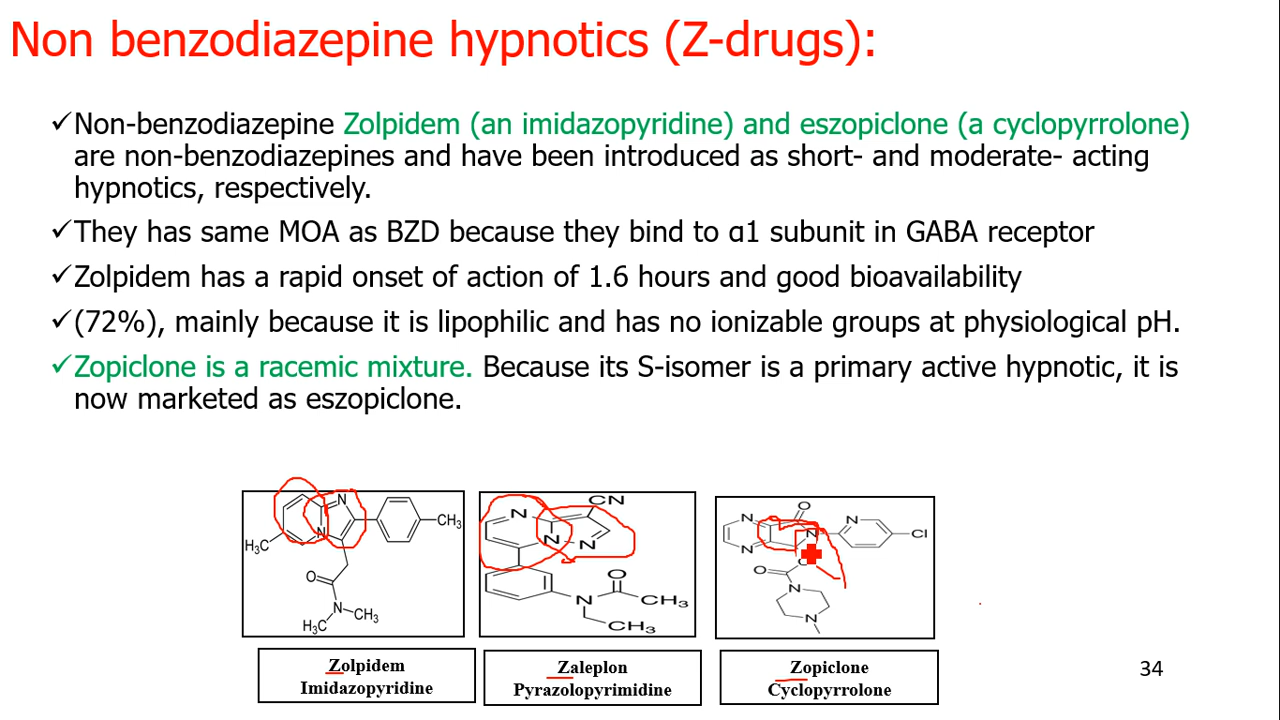 Non benzodiazepine hypnotics (Z-drugs):
✓Non-benzodiazepine Zolpidem (an imidazopyridine) and eszopiclone (a cyclopyrrolone)
are non-benzodiazepines and have been introduced as short- and moderate- acting
hypnotics, respectively.
✓They has same MOA as BZD because they bind to α1 subunit in GABA receptor
✓Zolpidem has a rapid onset of action of 1.6 hours and good bioavailability
✓(72%), mainly because it is lipophilic and has no ionizable groups at physiological pH.
✓Zopiclone is a racemic mixture. Because its S-isomer is a primary active hypnotic, it is
now marketed as eszopiclone.
N
N
CH₃
H₃C
O
N
CH₃
H₃C
CN
N
N
N
O
N
CH₃
CH₃
O
N
N
N
N
Cl
O
O
N
N
Zolpidem
Imidazopyridine
Zaleplon
Pyrazolopyrimidine
Zopiclone
Cyclopyrrolone
34